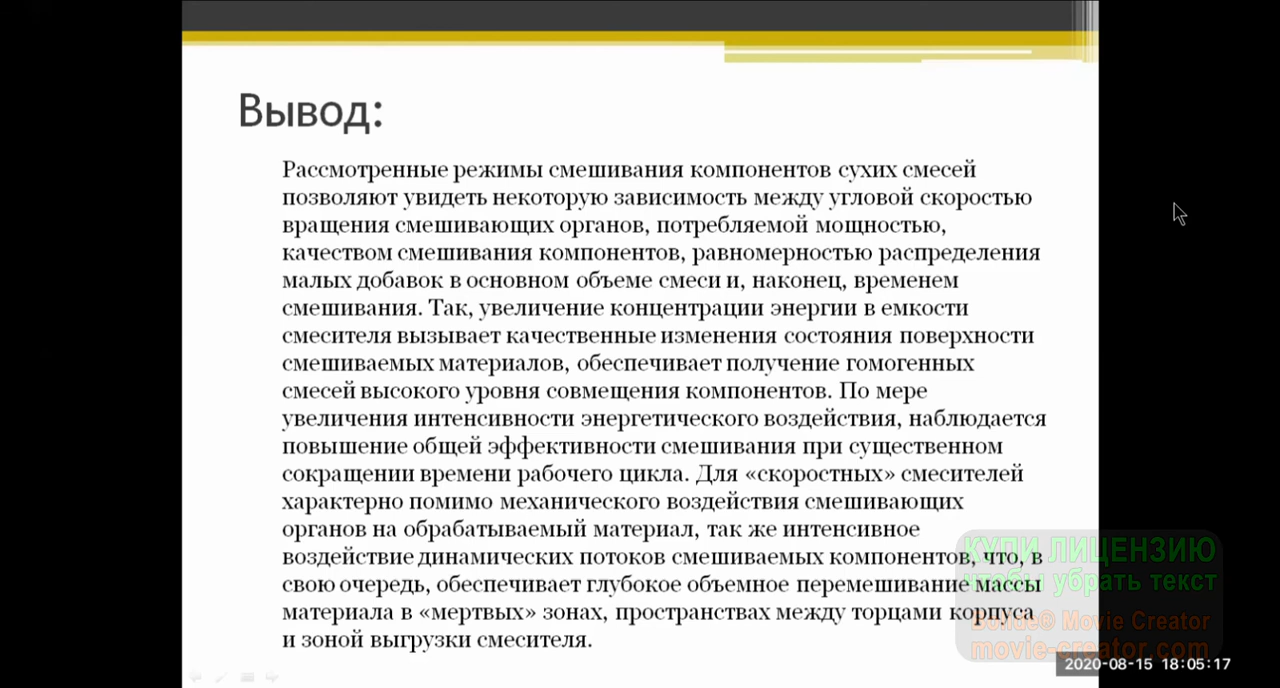 Вывод:
Рассмотренные режимы смешивания компонентов сухих смесей
позволяют увидеть некоторую зависимость между угловой скоростью
вращения смешивающих органов, потребляемой мощностью,
качеством смешивания компонентов, равномерностью распределения
малых добавок в основном объеме смеси и, наконец, временем
смешивания. Так, увеличение концентрации энергии в емкости
смесителя вызывает качественные изменения состояния поверхности
смешиваемых материалов, обеспечивает получение гомогенных
смесей высокого уровня совмещения компонентов. По мере
увеличения интенсивности энергетического воздействия, наблюдается
повышение общей эффективности смешивания при существенном
сокращении времени рабочего цикла. Для «скоростных» смесителей
характерно помимо механического воздействия смешивающих
органов на обрабатываемый материал, так же интенсивное
воздействие динамических потоков смешиваемых компонентов, что, в
свою очередь, обеспечивает глубокое объемное перемешивание массы
материала в «мертвых» зонах, пространствах между торцами корпуса
и зоной выгрузки смесителя.
КУПИ ЛИЦЕНЗИЮ
чтобы убрать текст
Movie Creator
movie-creator.com
2020-08-15 18:05:17